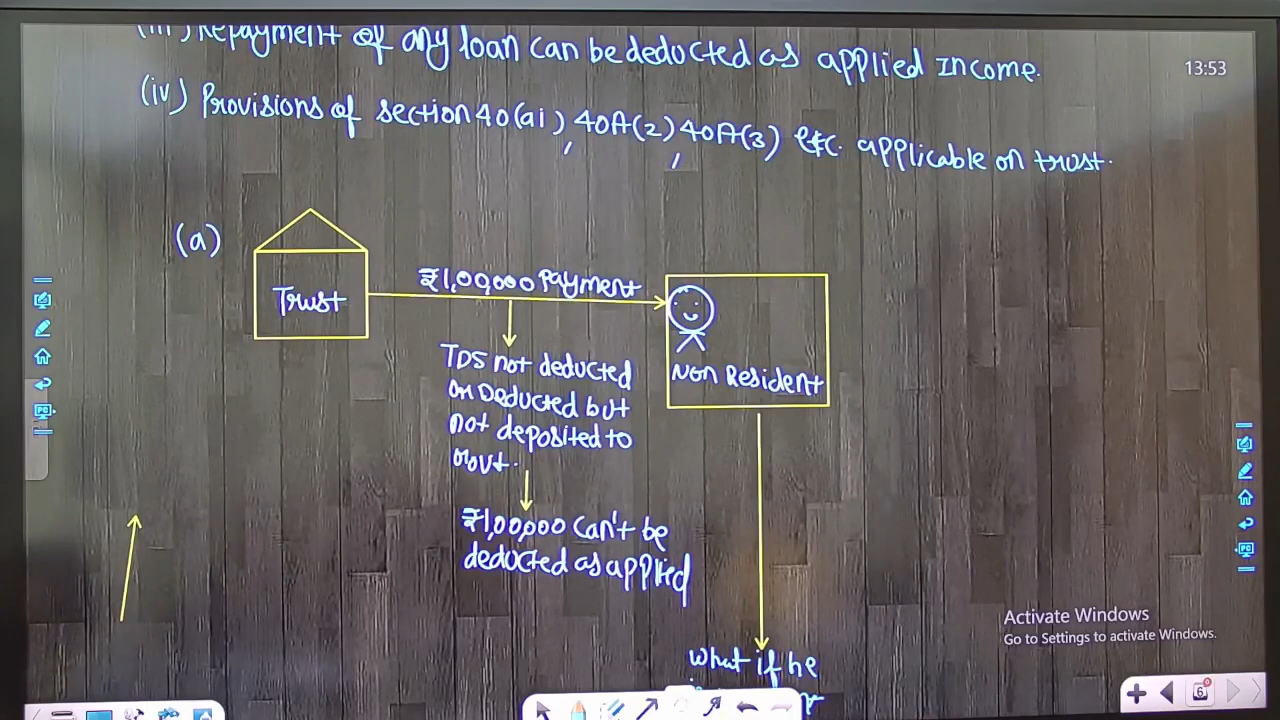 (iii) Repayment of any loan can be deducted as applied Income.
13:53
(iv) Provisions of section 40(ai), 40A(2), 40A(3) etc. applicable on trust.
(a)
Trust
₹1,00,000 Payment
TDS not deducted
or Deducted but
not deposited to
Govt.
₹1,00,000 Can't be
deducted as applied
Non Resident
what if he
Activate Windows
Go to Settings to activate Windows.
6